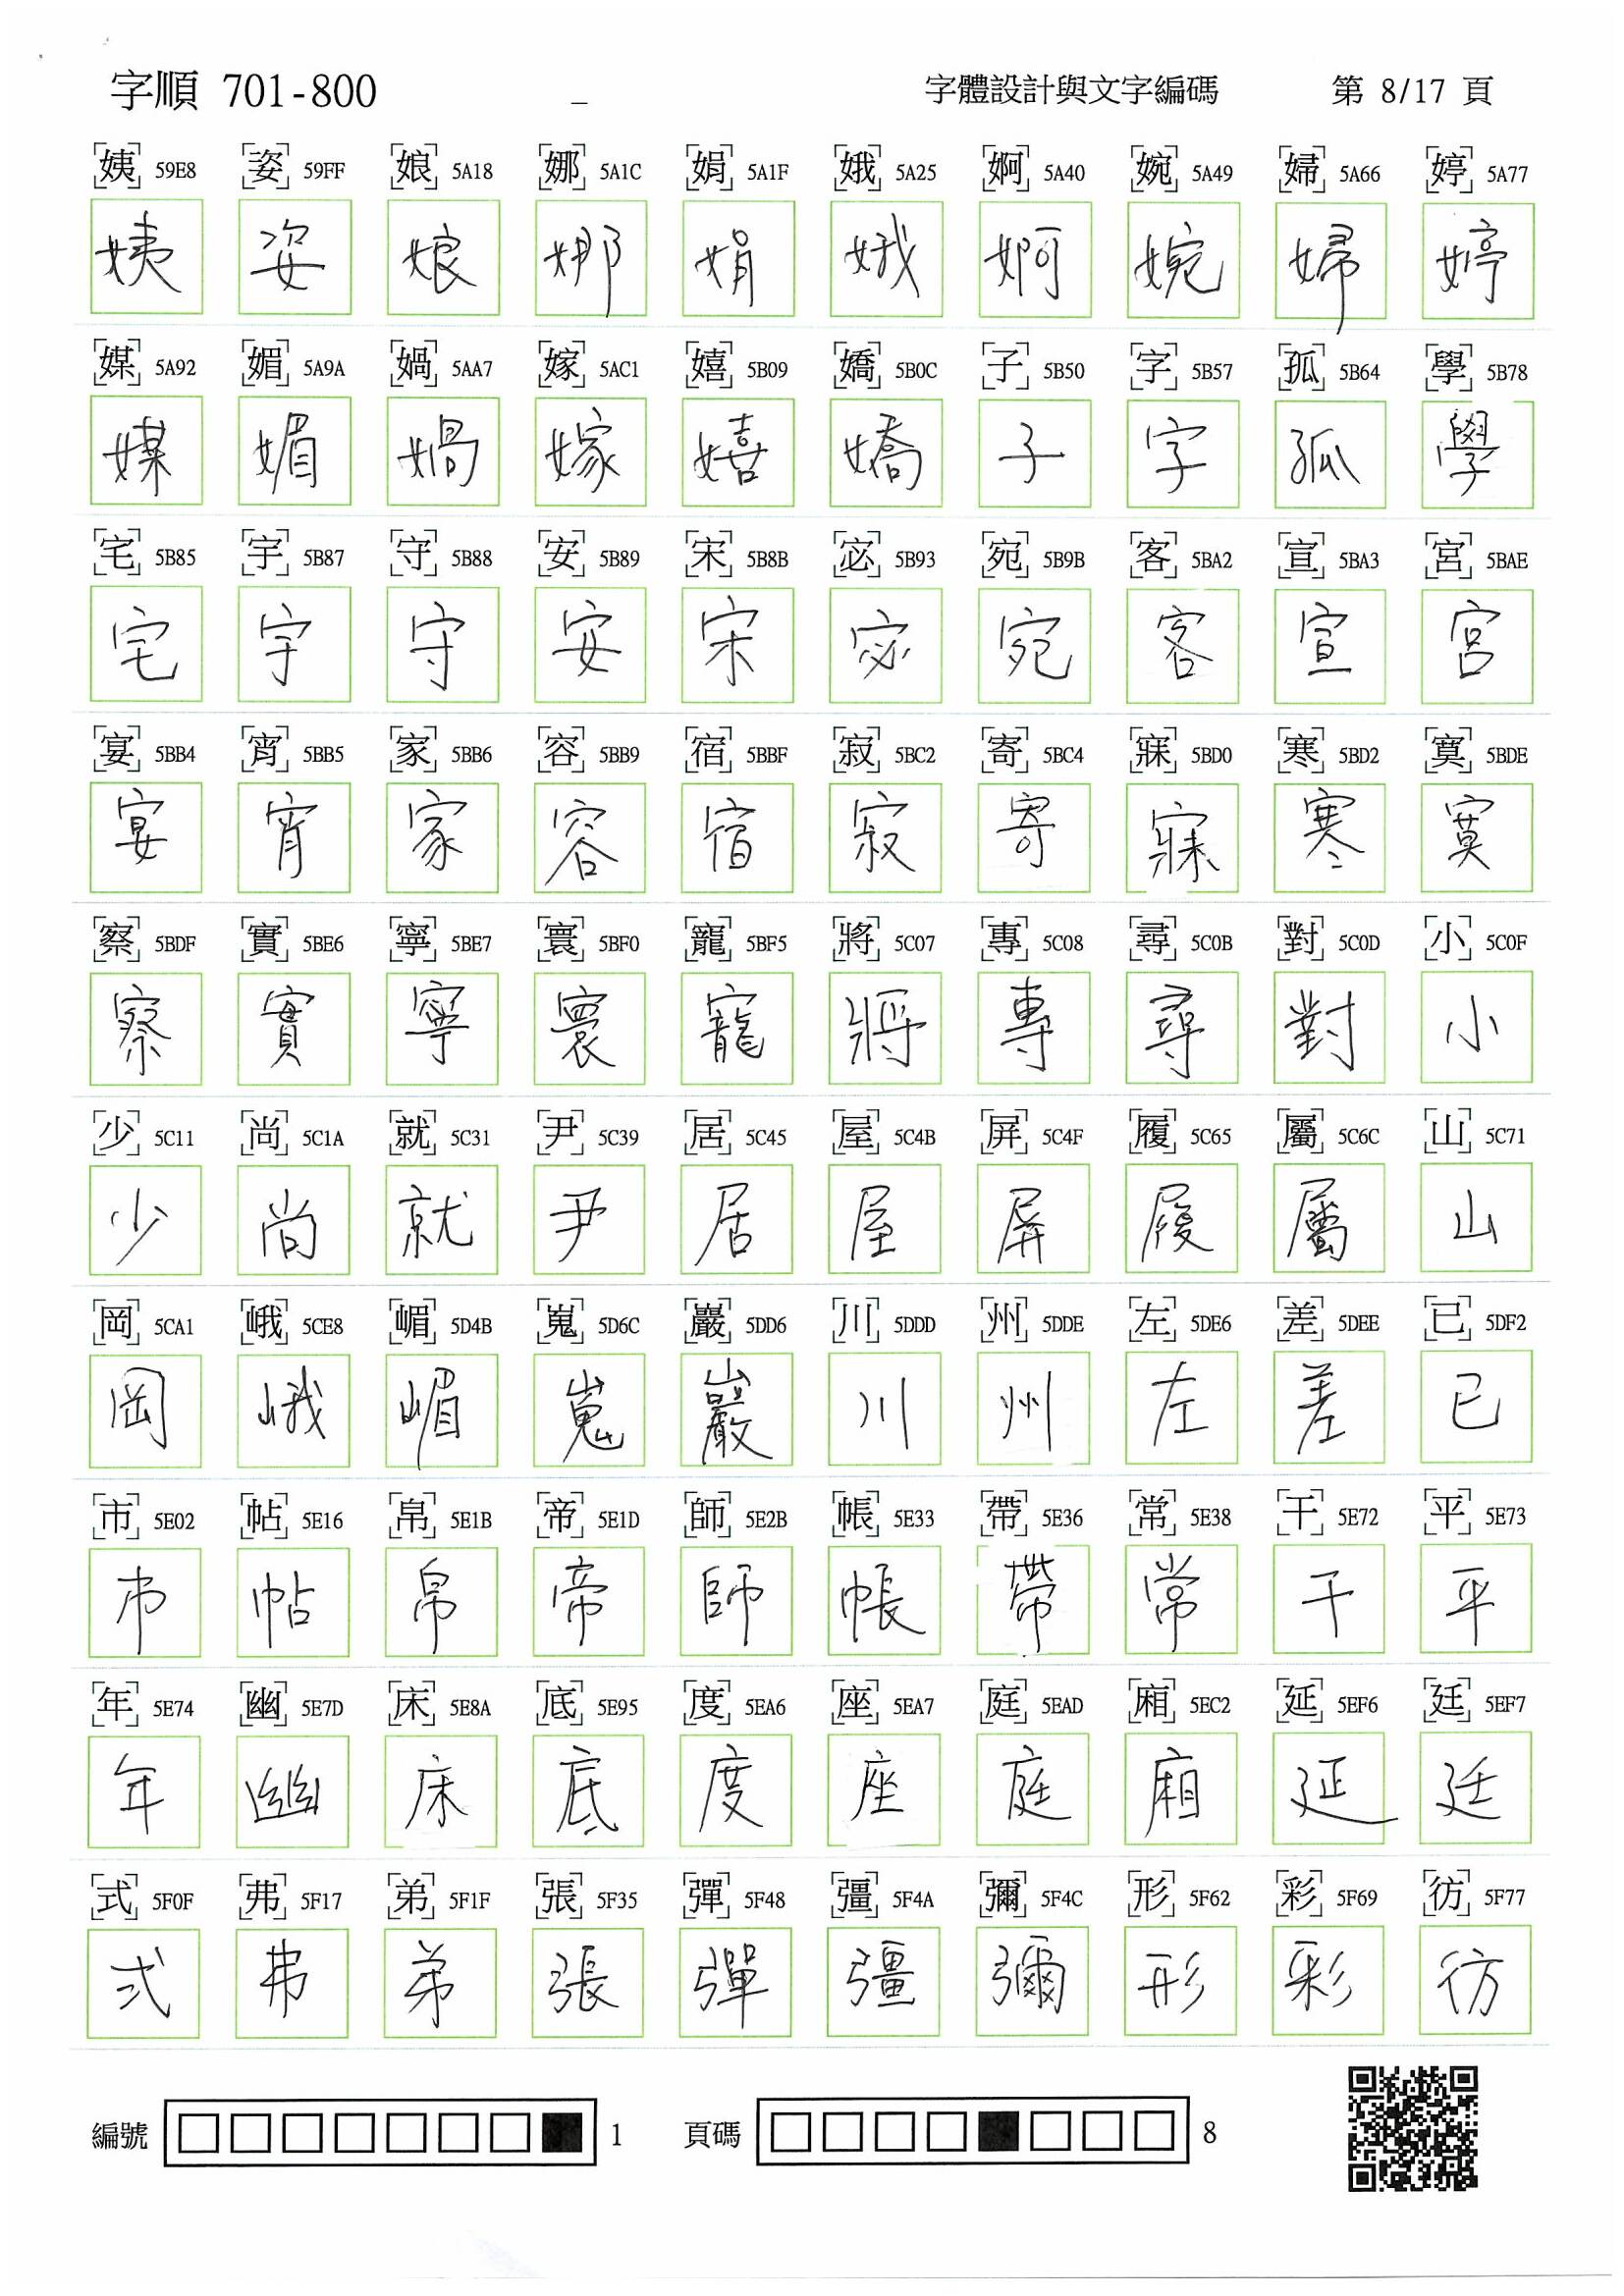 字順 701-800 _ 字體設計與文字編碼 第 8/17 頁
姨 59E8 姿 59FF 娘 5A18 娜 5A1C 娟 5A1F 娥 5A25 婀 5A40 婉 5A49 婦 5A66 婷 5A77
姨 姿 娘 娜 娟 娥 婀 婉 婦 婷
媒 5A92 媚 5A9A 媧 5AA7 嫁 5AC1 嬉 5B09 嬌 5B0C 子 5B50 字 5B57 孤 5B64 學 5B78
媒 媚 媧 嫁 嬉 嬌 子 字 孤 學
宅 5B85 宇 5B87 守 5B88 安 5B89 宋 5B8B 宓 5B93 宛 5B9B 客 5BA2 宣 5BA3 宮 5BAE
宅 宇 守 安 宋 宓 宛 客 宣 宮
宴 5BB4 宵 5BB5 家 5BB6 容 5BB9 宿 5BBF 寂 5BC2 寄 5BC4 寐 5BD0 寒 5BD2 寞 5BDE
宴 宵 家 容 宿 寂 寄 寐 寒 寞
察 5BDF 實 5BE6 寧 5BE7 寰 5BF0 寵 5BF5 將 5C07 專 5C08 尋 5C0B 對 5C0D 小 5C0F
察 實 寧 寰 寵 將 專 尋 對 小
少 5C11 尚 5C1A 就 5C31 尹 5C39 居 5C45 屋 5C4B 屏 5C4F 履 5C65 屬 5C6C 山 5C71
少 尚 就 尹 居 屋 屏 履 屬 山
岡 5CA1 峨 5CE8 嵋 5D4B 嵬 5D6C 巖 5DD6 川 5DDD 州 5DDE 左 5DE6 差 5DEE 已 5DF2
岡 峨 嵋 嵬 巖 川 州 左 差 已
市 5E02 帖 5E16 帛 5E1B 帝 5E1D 師 5E2B 帳 5E33 帶 5E36 常 5E38 干 5E72 平 5E73
市 帖 帛 帝 師 帳 帶 常 干 平
年 5E74 幽 5E7D 床 5E8A 底 5E95 度 5EA6 座 5EA7 庭 5EAD 廂 5EC2 延 5EF6 廷 5EF7
年 幽 床 底 度 座 庭 廂 延 廷
式 5F0F 弗 5F17 弟 5F1F 張 5F35 彈 5F48 彊 5F4A 彌 5F4C 形 5F62 彩 5F69 彷 5F77
式 弗 弟 張 彈 彊 彌 形 彩 彷
編號 1 頁碼 8